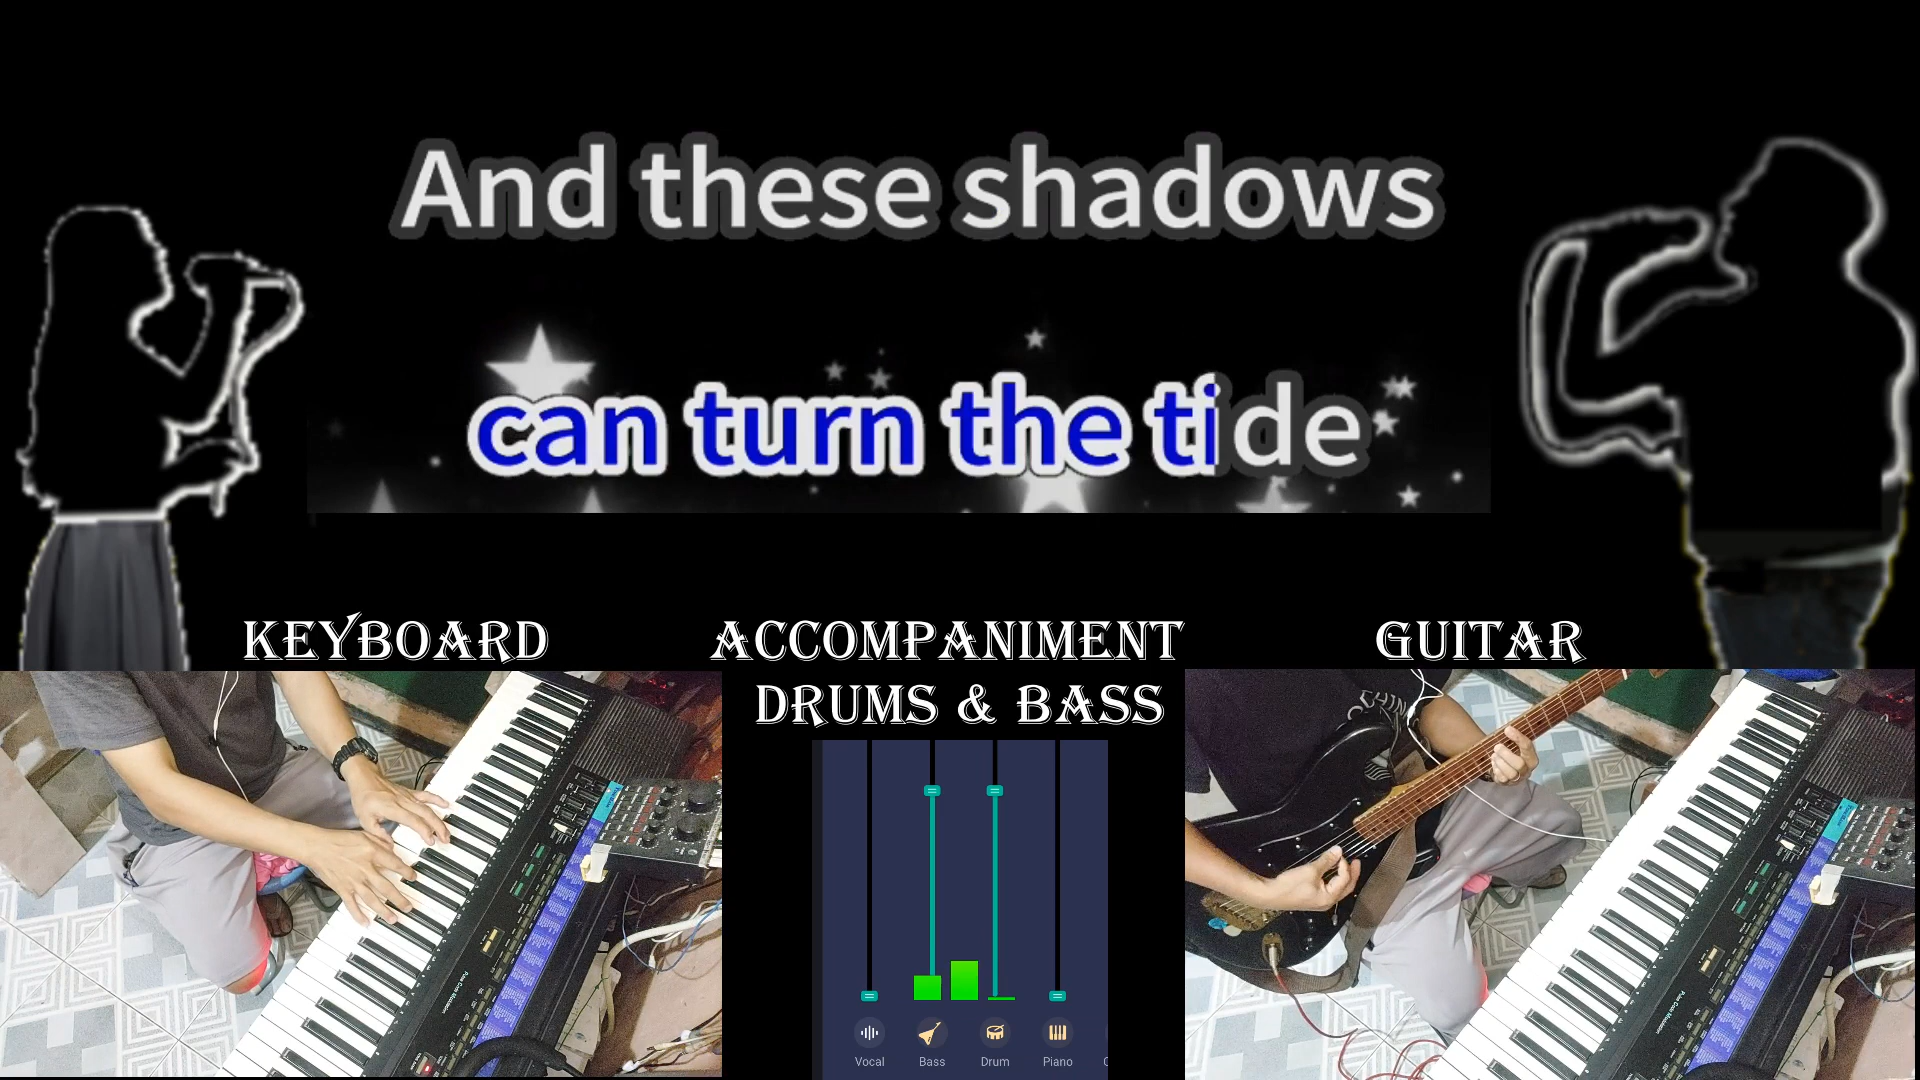 And these shadows
can turn the tide
KEYBOARD
ACCOMPANIMENT
DRUMS & BASS
GUITAR
Vocal
Bass
Drum
Piano